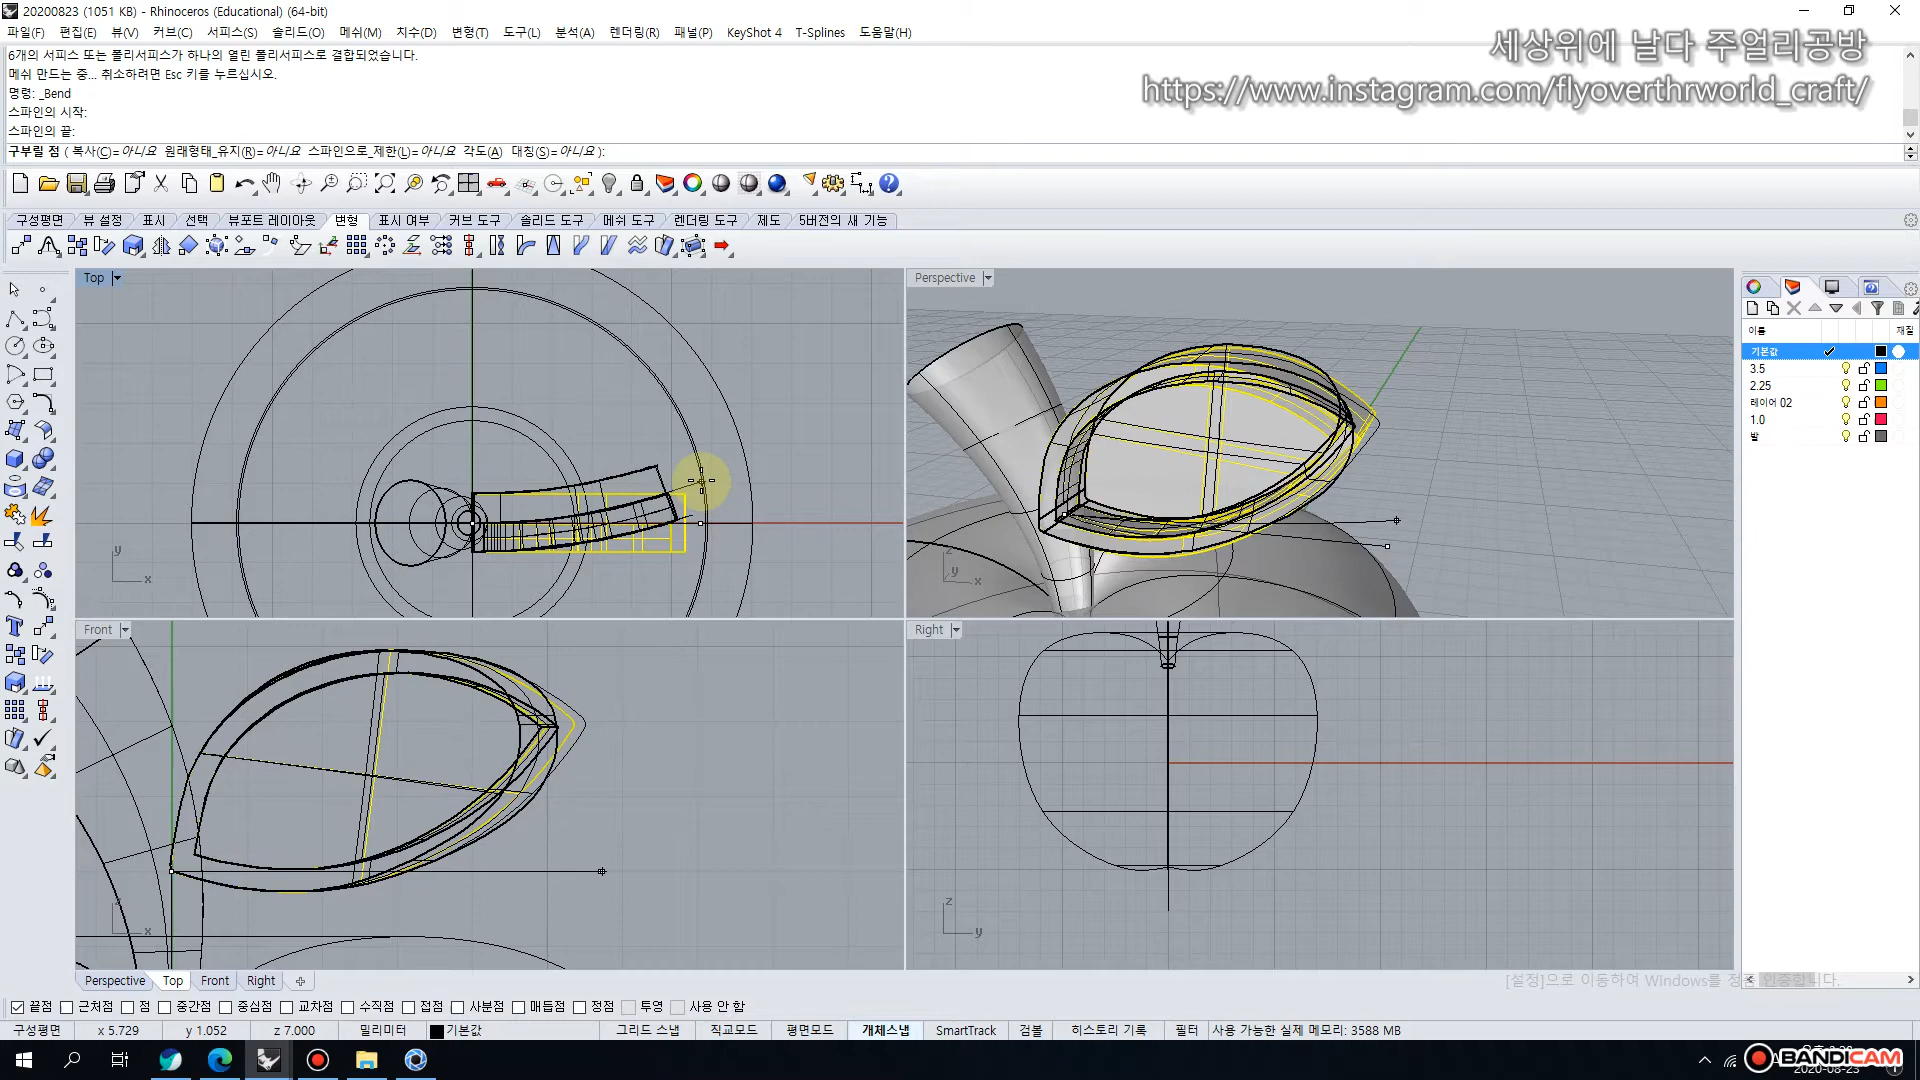 20200823 (1051 KB) - Rhinoceros (Educational) (64-bit)
파일(F) 편집(E) 뷰(V) 커브(C) 서피스(S) 솔리드(O) 메쉬(M) 치수(D) 변형(T) 도구(L) 분석(A) 렌더링(R) 패널(P) KeyShot 4 T-Splines 도움말(H)
세상위에 날다 주얼리공방
https://www.instagram.com/flyoverthrworld_craft/
6개의 서피스 또는 폴리서피스가 하나의 열린 폴리서피스로 결합되었습니다.
메쉬 만드는 중... 취소하려면 Esc 키를 누르십시오.
명령: _Bend
스파인의 시작:
스파인의 끝:
구부릴 점 ( 복사(C)=아니요 원래형태_유지(R)=아니요 스파인으로_제한(L)=아니요 각도(A) 대칭(S)=아니요 ):
구성평면 뷰 설정 표시 선택 뷰포트 레이아웃 변형 표시 여부 커브 도구 솔리드 도구 메쉬 도구 렌더링 도구 제도 5버전의 새 기능
Top
Perspective
이름 재질
기본값
3.5
2.25
레이어 02
1.0
발
y
x
z
y
x
Front
Right
z
x
z
y
Perspective Top Front Right
[설정]으로 이동하여 Windows를 정품 인증합니다.
끝점 근처점 점 중간점 중심점 교차점 수직점 접점 사분점 매듭점 정점 투영 사용 안 함
구성평면 x 5.729 y 1.052 z 7.000 밀리미터 기본값 그리드 스냅 직교모드 평면모드 개체스냅 SmartTrack 검볼 히스토리 기록 필터 사용 가능한 실제 메모리: 3588 MB
BANDICAM
2020-08-23